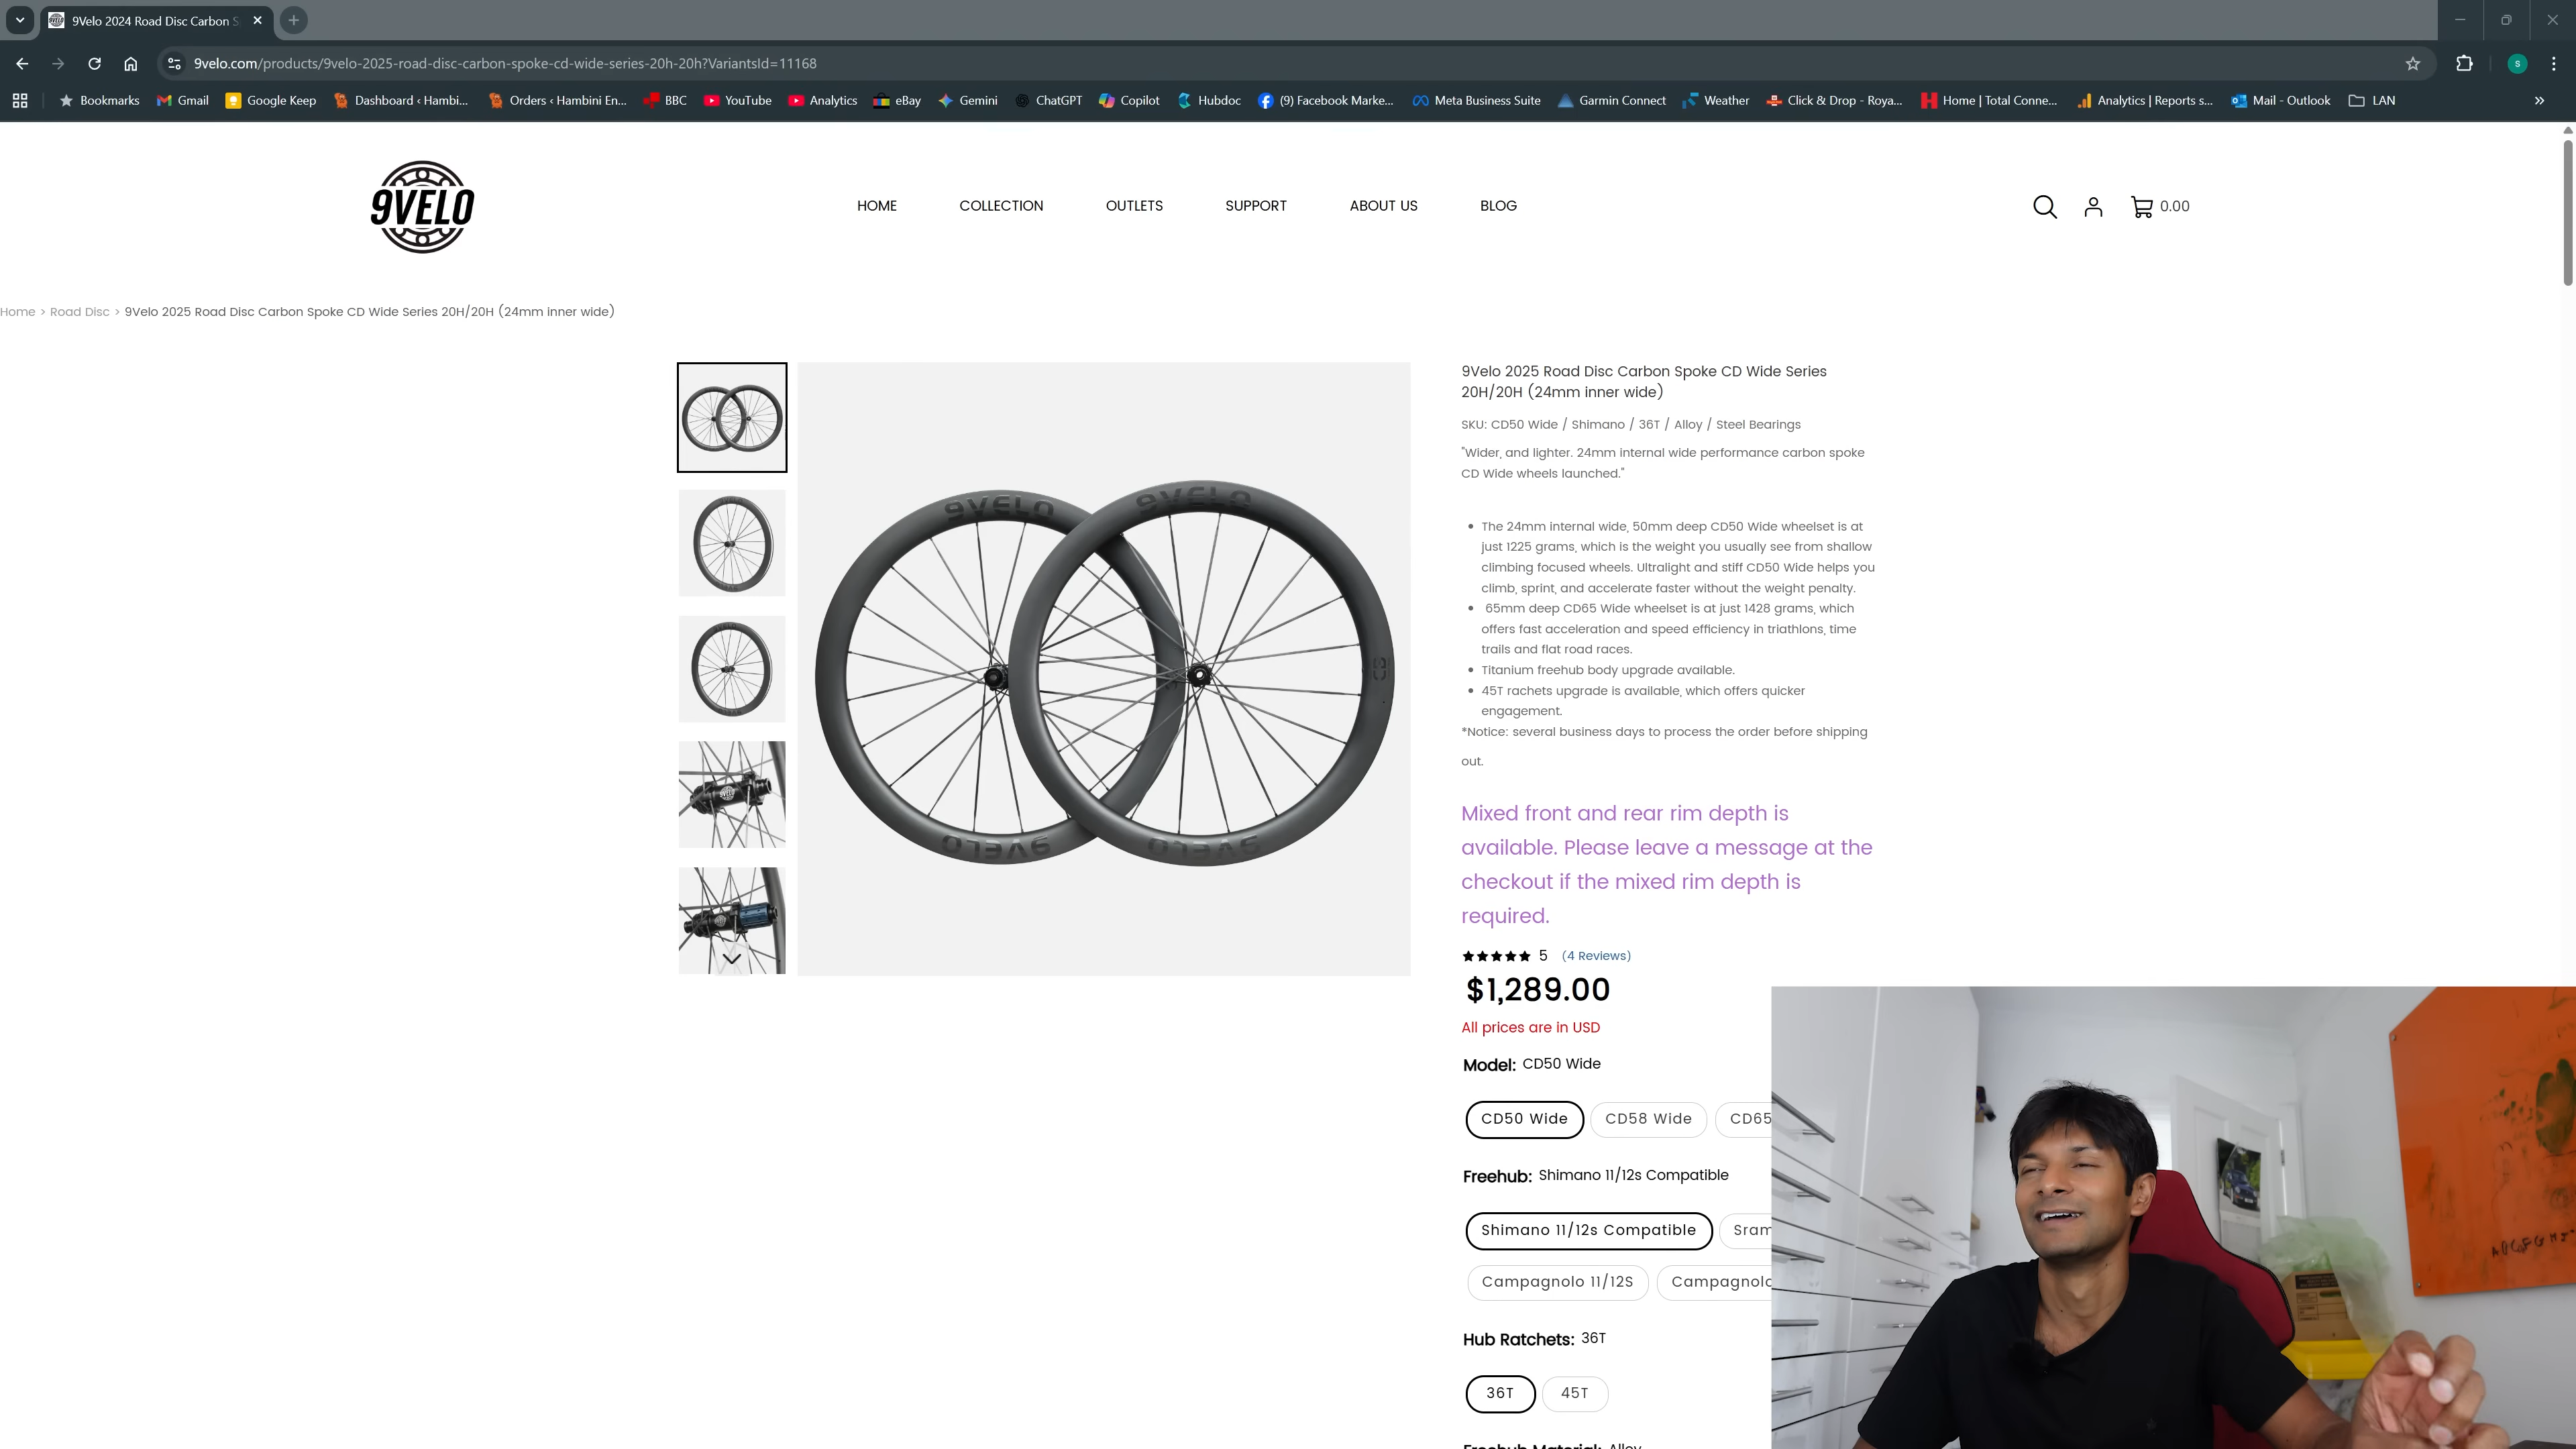 9Velo 2024 Road Disc Carbon S
9velo.com/products/9velo-2025-road-disc-carbon-spoke-cd-wide-series-20h-20h?VariantsId=11168
S
Bookmarks
Gmail
Google Keep
Dashboard ‹ Hambi...
Orders ‹ Hambini En...
BBC
YouTube
Analytics
eBay
Gemini
ChatGPT
Copilot
Hubdoc
(9) Facebook Marke...
Meta Business Suite
Garmin Connect
Weather
Click & Drop - Roya...
Home | Total Conne...
Analytics | Reports s...
Mail - Outlook
LAN
9VELO
HOME
COLLECTION
OUTLETS
SUPPORT
ABOUT US
BLOG
0.00
Home > Road Disc > 9Velo 2025 Road Disc Carbon Spoke CD Wide Series 20H/20H (24mm inner wide)
9VELO
9VELO
9VELO
9VELO
9Velo 2025 Road Disc Carbon Spoke CD Wide Series
20H/20H (24mm inner wide)
SKU: CD50 Wide / Shimano / 36T / Alloy / Steel Bearings
"Wider, and lighter. 24mm internal wide performance carbon spoke
CD Wide wheels launched."
The 24mm internal wide, 50mm deep CD50 Wide wheelset is at
just 1225 grams, which is the weight you usually see from shallow
climbing focused wheels. Ultralight and stiff CD50 Wide helps you
climb, sprint, and accelerate faster without the weight penalty.
65mm deep CD65 Wide wheelset is at just 1428 grams, which
offers fast acceleration and speed efficiency in triathlons, time
trails and flat road races.
Titanium freehub body upgrade available.
45T rachets upgrade is available, which offers quicker
engagement.
*Notice: several business days to process the order before shipping
out.
Mixed front and rear rim depth is
available. Please leave a message at the
checkout if the mixed rim depth is
required.
5 (4 Reviews)
$1,289.00
All prices are in USD
Model: CD50 Wide
CD50 Wide
CD58 Wide
CD65
Freehub: Shimano 11/12s Compatible
Shimano 11/12s Compatible
Sram
Campagnolo 11/12S
Campagnolo
Hub Ratchets: 36T
36T
45T
Freehub Material: Alloy